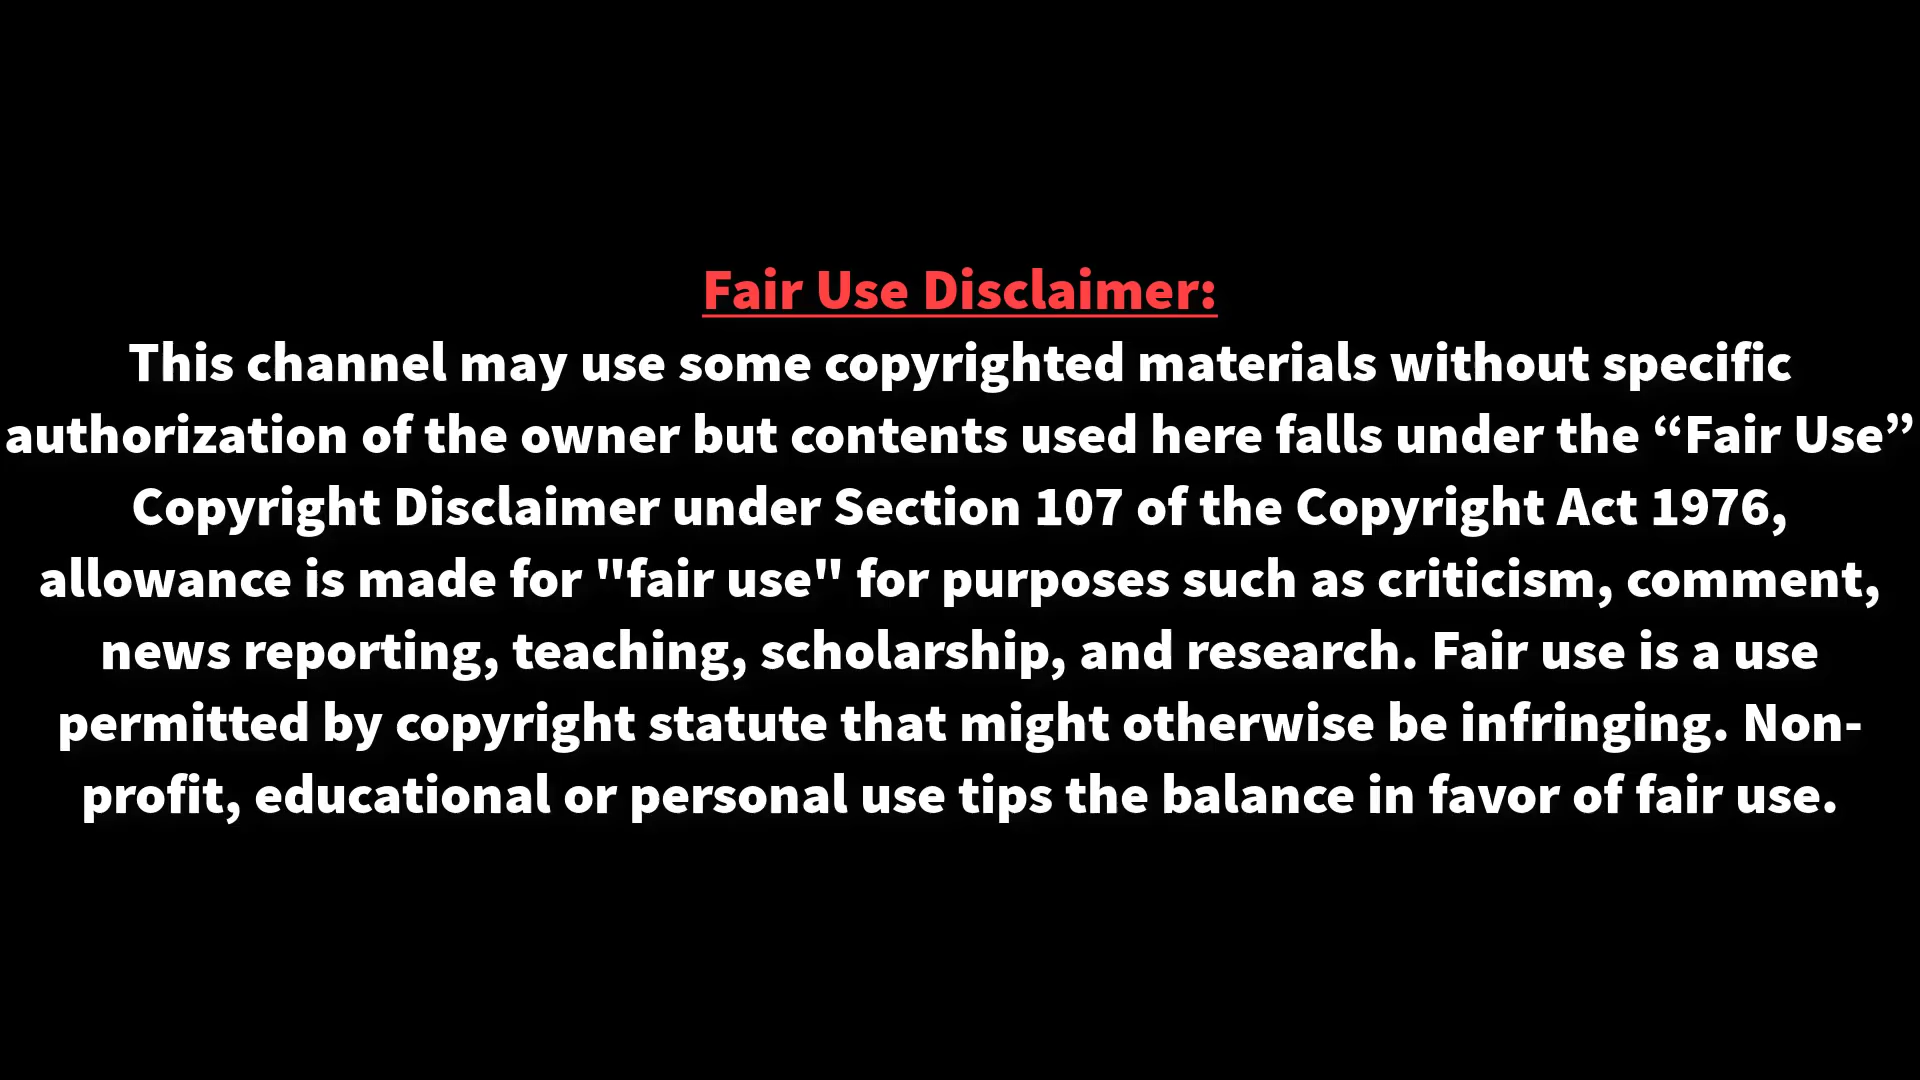 Fair Use Disclaimer:
This channel may use some copyrighted materials without specific
authorization of the owner but contents used here falls under the “Fair Use”
Copyright Disclaimer under Section 107 of the Copyright Act 1976,
allowance is made for "fair use" for purposes such as criticism, comment,
news reporting, teaching, scholarship, and research. Fair use is a use
permitted by copyright statute that might otherwise be infringing. Non-
profit, educational or personal use tips the balance in favor of fair use.